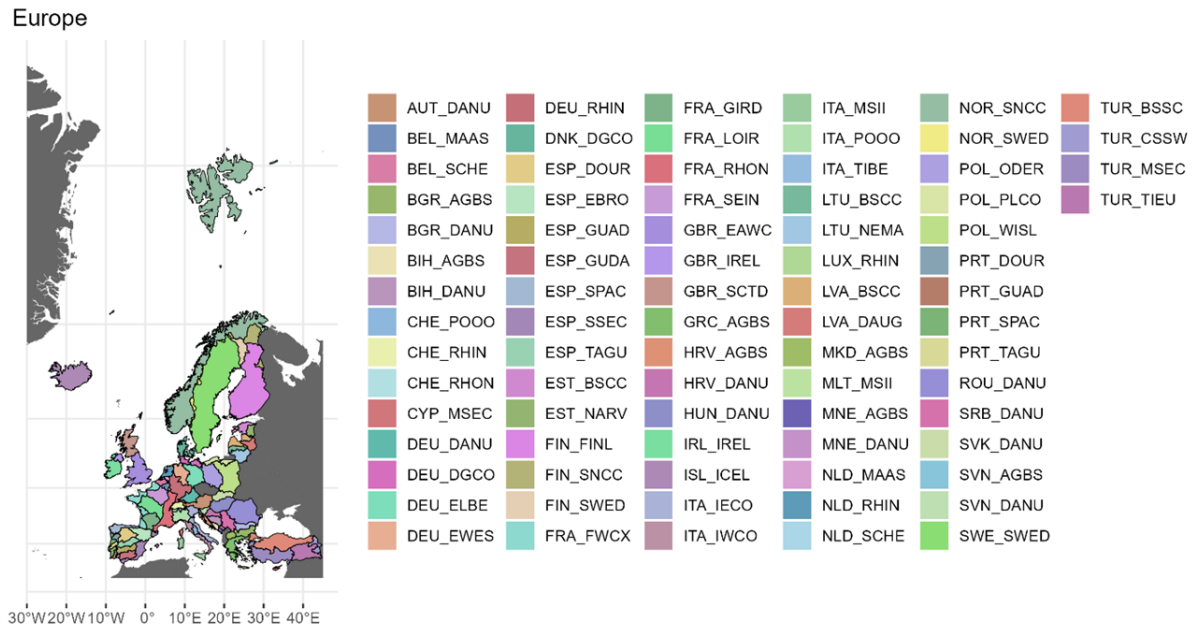 Europe
AUT_DANU
BEL_MAAS
BEL_SCHE
BGR_AGBS
BGR_DANU
BIH_AGBS
BIH_DANU
CHE_POOO
CHE_RHIN
CHE_RHON
CYP_MSEC
DEU_DANU
DEU_DGCO
DEU_ELBE
DEU_EWES
DEU_RHIN
DNK_DGCO
ESP_DOUR
ESP_EBRO
ESP_GUAD
ESP_GUDA
ESP_SPAC
ESP_SSEC
ESP_TAGU
EST_BSCC
EST_NARV
FIN_FINL
FIN_SNCC
FIN_SWED
FRA_FWCX
FRA_GIRD
FRA_LOIR
FRA_RHON
FRA_SEIN
GBR_EAWC
GBR_IREL
GBR_SCTD
GRC_AGBS
HRV_AGBS
HRV_DANU
HUN_DANU
IRL_IREL
ISL_ICEL
ITA_IECO
ITA_IWCO
ITA_MSII
ITA_POOO
ITA_TIBE
LTU_BSCC
LTU_NEMA
LUX_RHIN
LVA_BSCC
LVA_DAUG
MKD_AGBS
MLT_MSII
MNE_AGBS
MNE_DANU
NLD_MAAS
NLD_RHIN
NLD_SCHE
NOR_SNCC
NOR_SWED
POL_ODER
POL_PLCO
POL_WISL
PRT_DOUR
PRT_GUAD
PRT_SPAC
PRT_TAGU
ROU_DANU
SRB_DANU
SVK_DANU
SVN_AGBS
SVN_DANU
SWE_SWED
TUR_BSSC
TUR_CSSW
TUR_MSEC
TUR_TIEU
30°W 20°W 10°W 0° 10°E 20°E 30°E 40°E